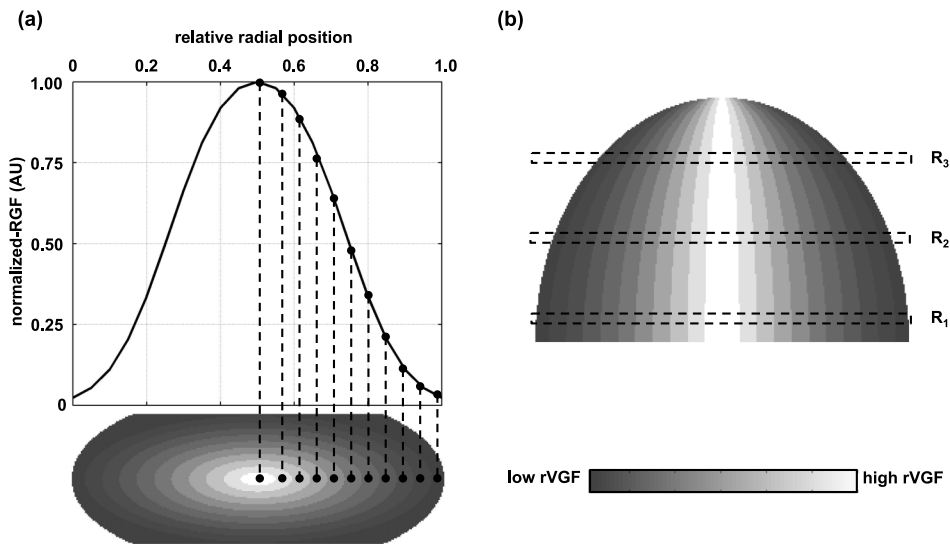 (a)
relative radial position
0 0.2 0.4 0.6 0.8 1.0
1.00
0.75
0.50
0.25
0
normalized-RGF (AU)
(b)
R3
R2
R1
low rVGF high rVGF